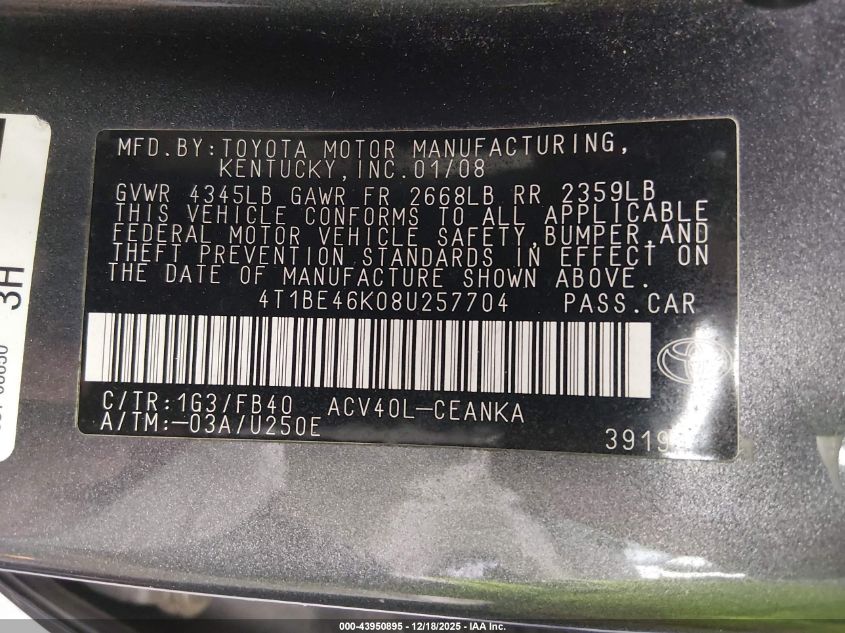 MFD.BY:TOYOTA MOTOR MANUFACTURING,
KENTUCKY,INC.01/08
GVWR 4345LB GAWR FR 2668LB RR 2359LB
THIS VEHICLE CONFORMS TO ALL APPLICABLE
FEDERAL MOTOR VEHICLE SAFETY,BUMPER,AND
THEFT PREVENTION STANDARDS IN EFFECT ON
THE DATE OF MANUFACTURE SHOWN ABOVE.
4T1BE46K08U257704 PASS.CAR
C/TR:1G3/FB40 ACV40L-CEANKA
A/TM:-03A/U250E
3H
000-43950895 - 12/18/2025 - IAA Inc.